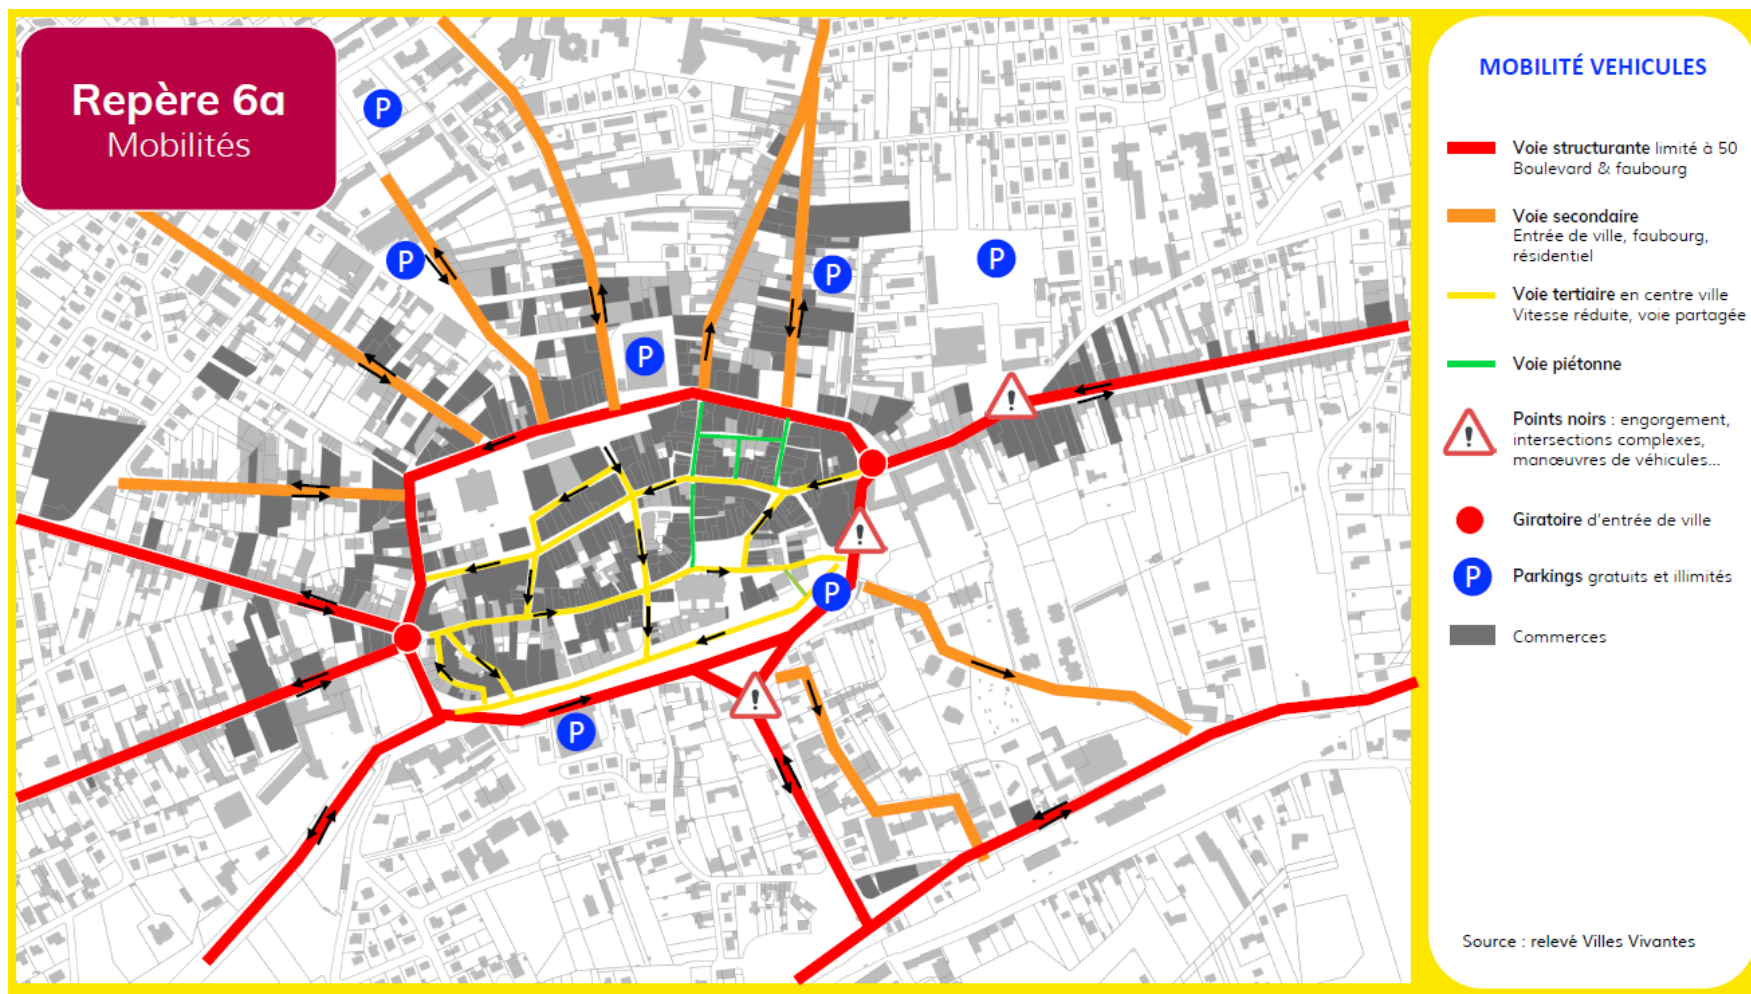 Repère 6a
Mobilités
P
P
P
P
P
P
P
!
!
!
MOBILITÉ VEHICULES
Voie structurante limité à 50
Boulevard & faubourg
Voie secondaire
Entrée de ville, faubourg,
résidentiel
Voie tertiaire en centre ville
Vitesse réduite, voie partagée
Voie piétonne
!
Points noirs : engorgement,
intersections complexes,
manœuvres de véhicules...
Giratoire d'entrée de ville
P
Parkings gratuits et illimités
Commerces
Source : relevé Villes Vivantes